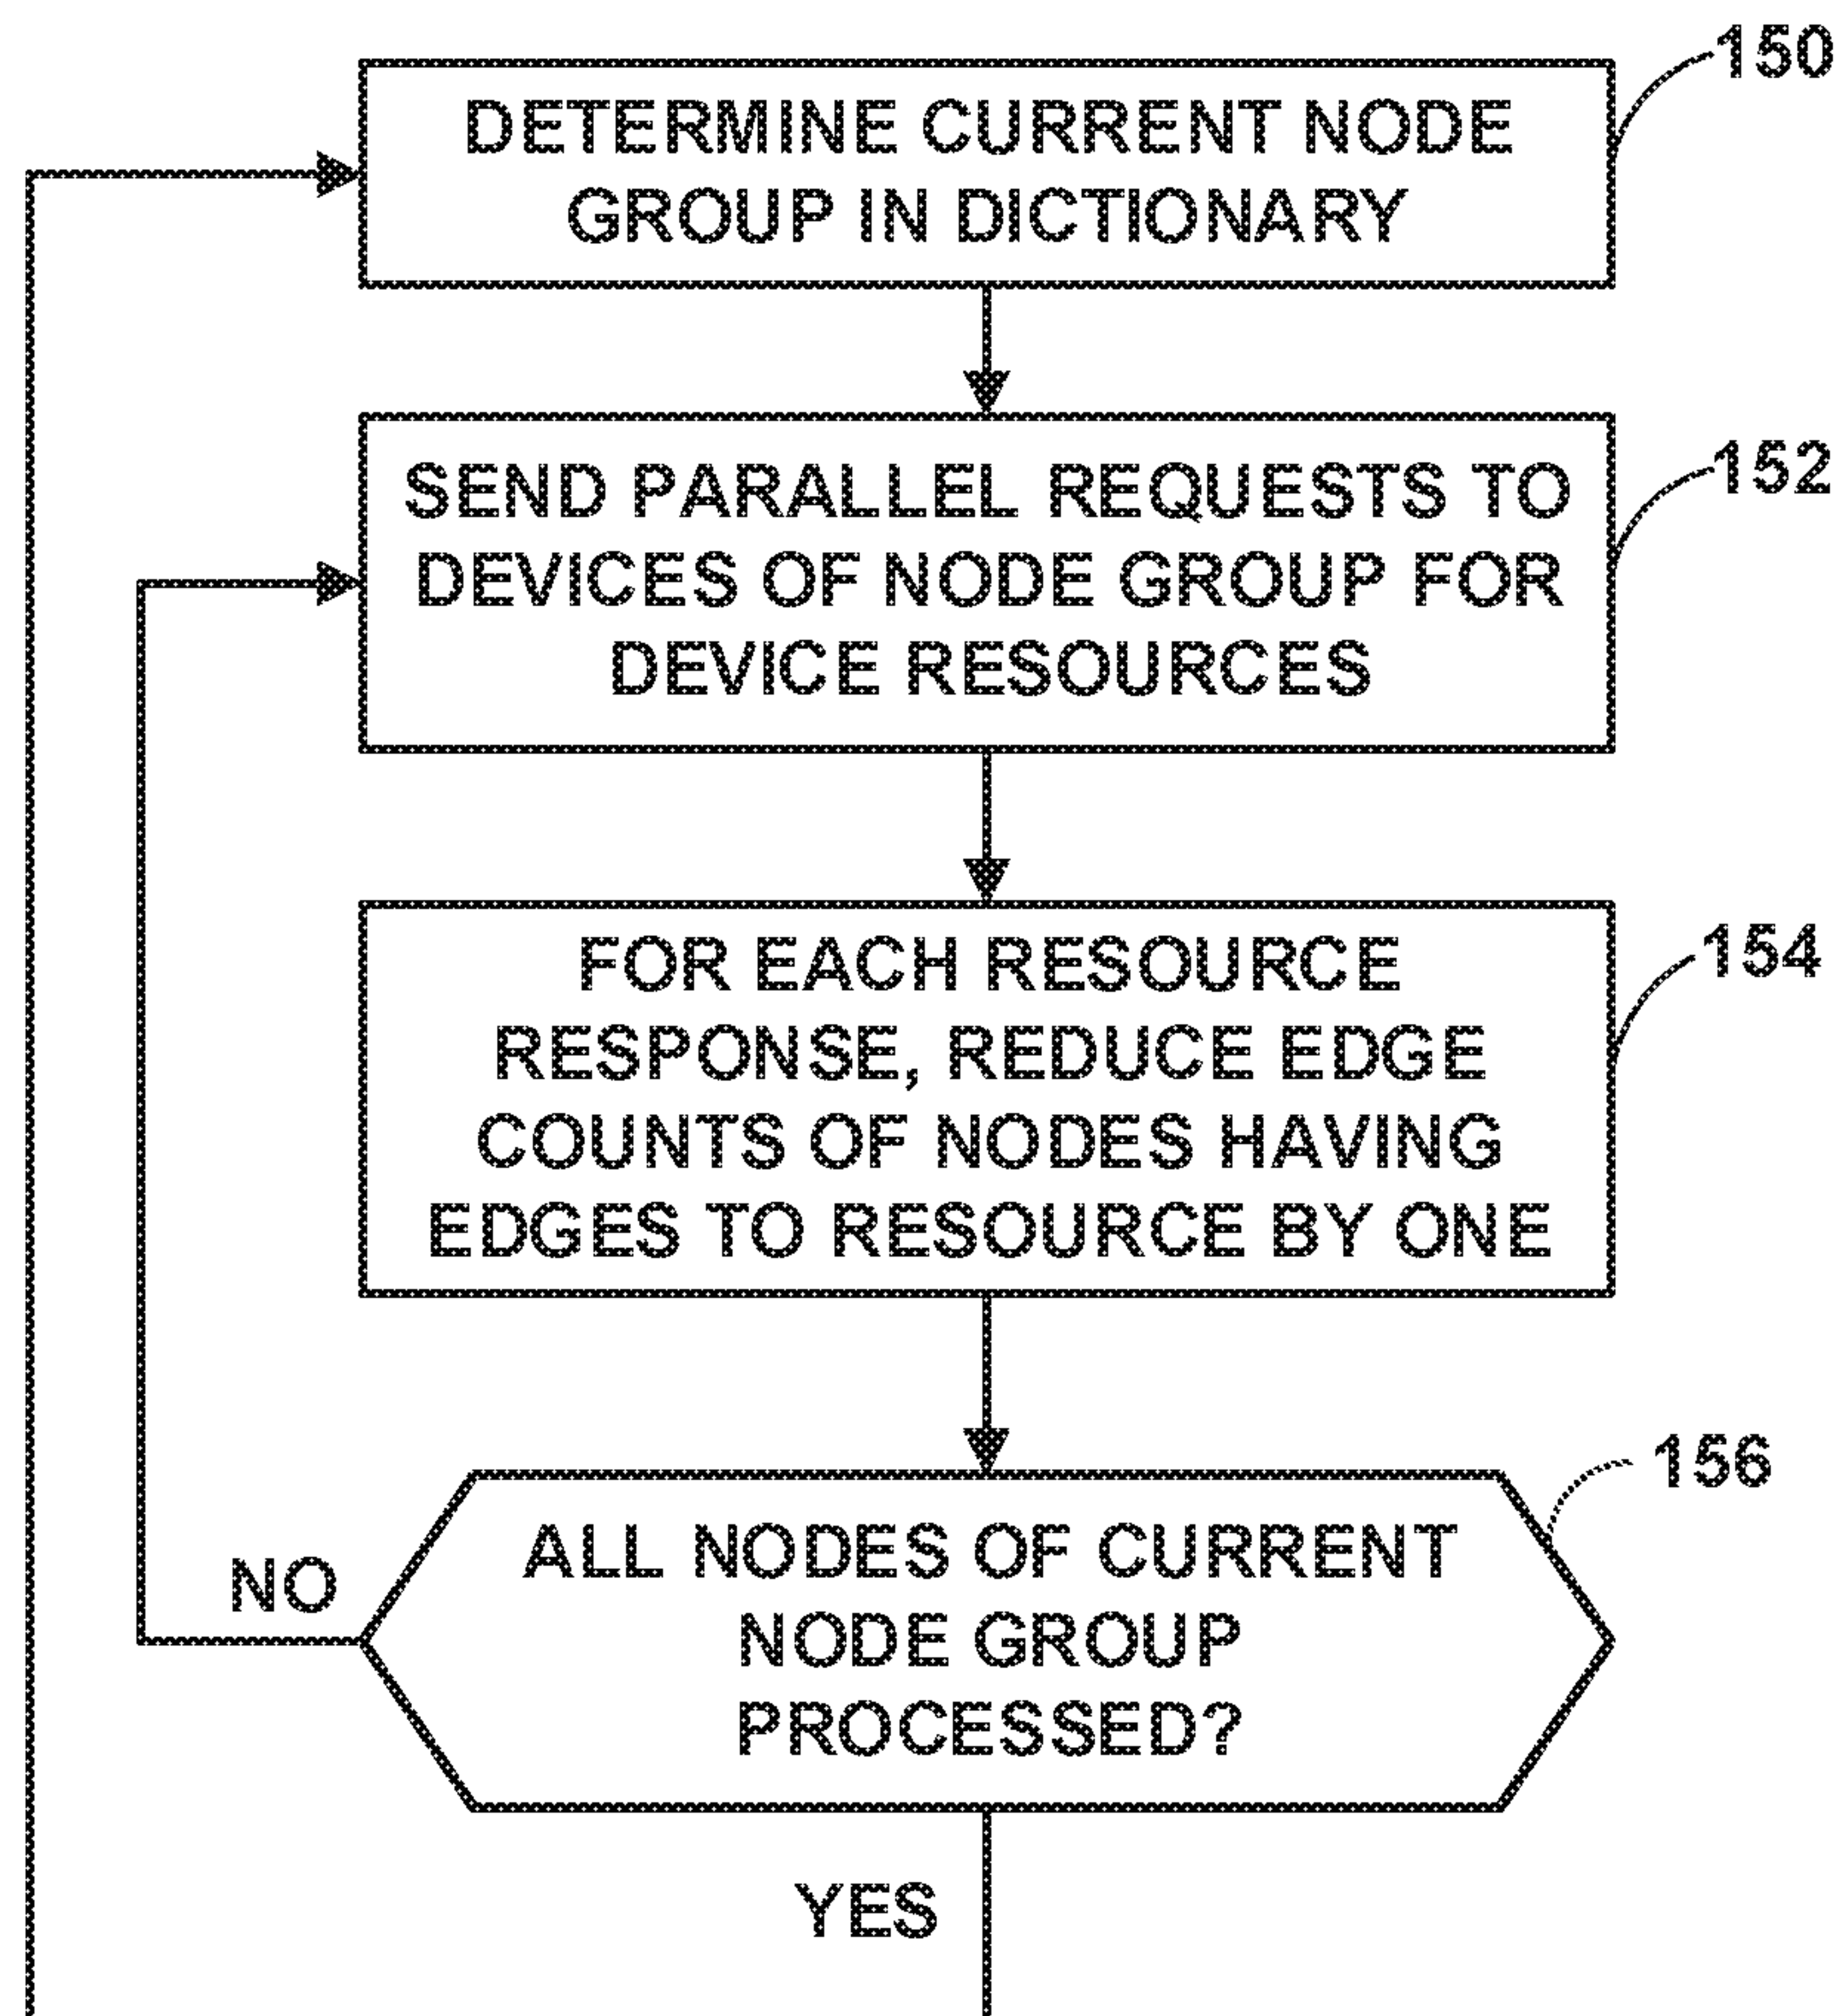 150
DETERMINE CURRENT NODE
GROUP IN DICTIONARY
152
SEND PARALLEL REQUESTS TO
DEVICES OF NODE GROUP FOR
DEVICE RESOURCES
154
FOR EACH RESOURCE
RESPONSE, REDUCE EDGE
COUNTS OF NODES HAVING
EDGES TO RESOURCE BY ONE
156
ALL NODES OF CURRENT
NODE GROUP
PROCESSED?
NO
YES